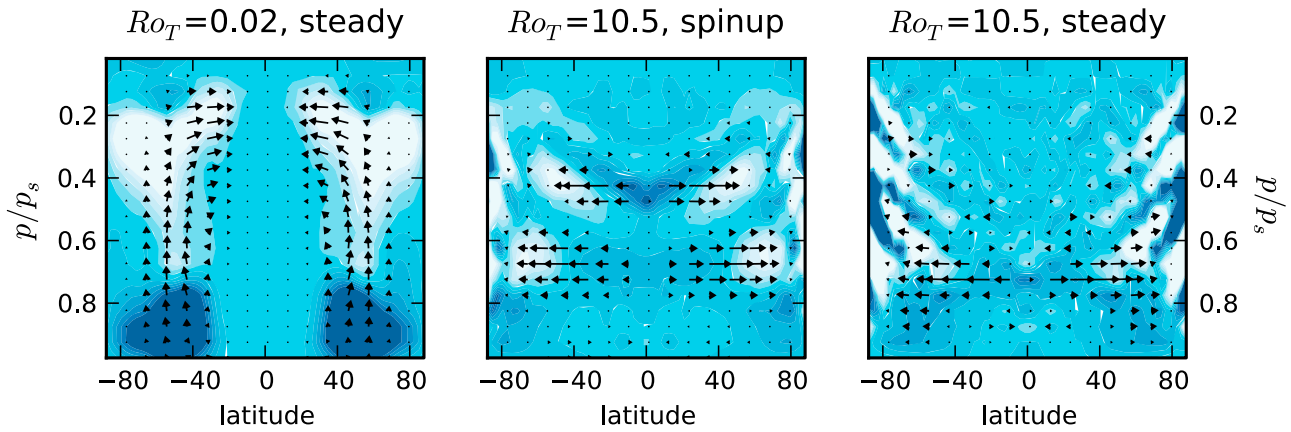 Ro_T=0.02, steady
Ro_T=10.5, spinup
Ro_T=10.5, steady
p/p_s
0.2
0.4
0.6
0.8
0.2
0.4
0.6
0.8
p/p_s
−80 −40 0 40 80
−80 −40 0 40 80
−80 −40 0 40 80
latitude
latitude
latitude